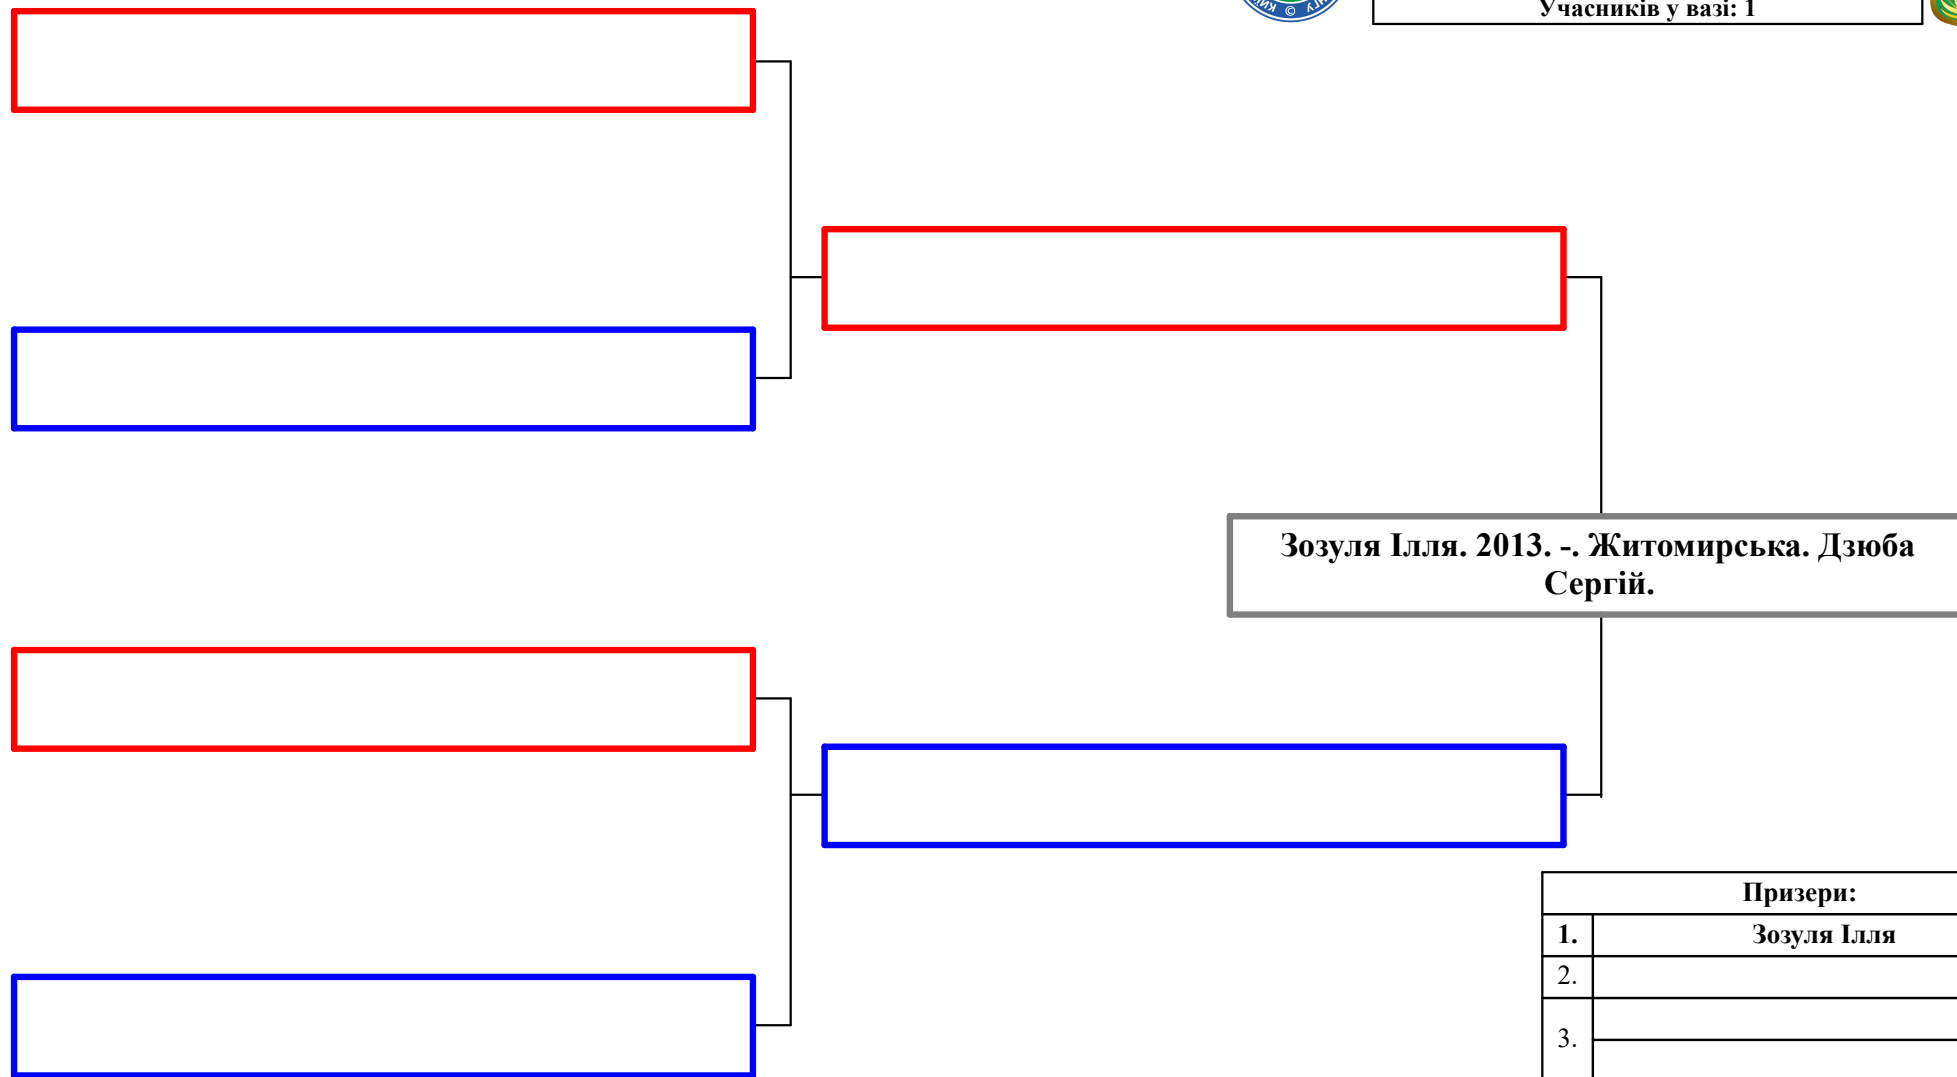 Учасників у вазі: 1
Зозуля Ілля. 2013. -. Житомирська. Дзюба
Сергій.
Призери:
1. Зозуля Ілля
2.
3.